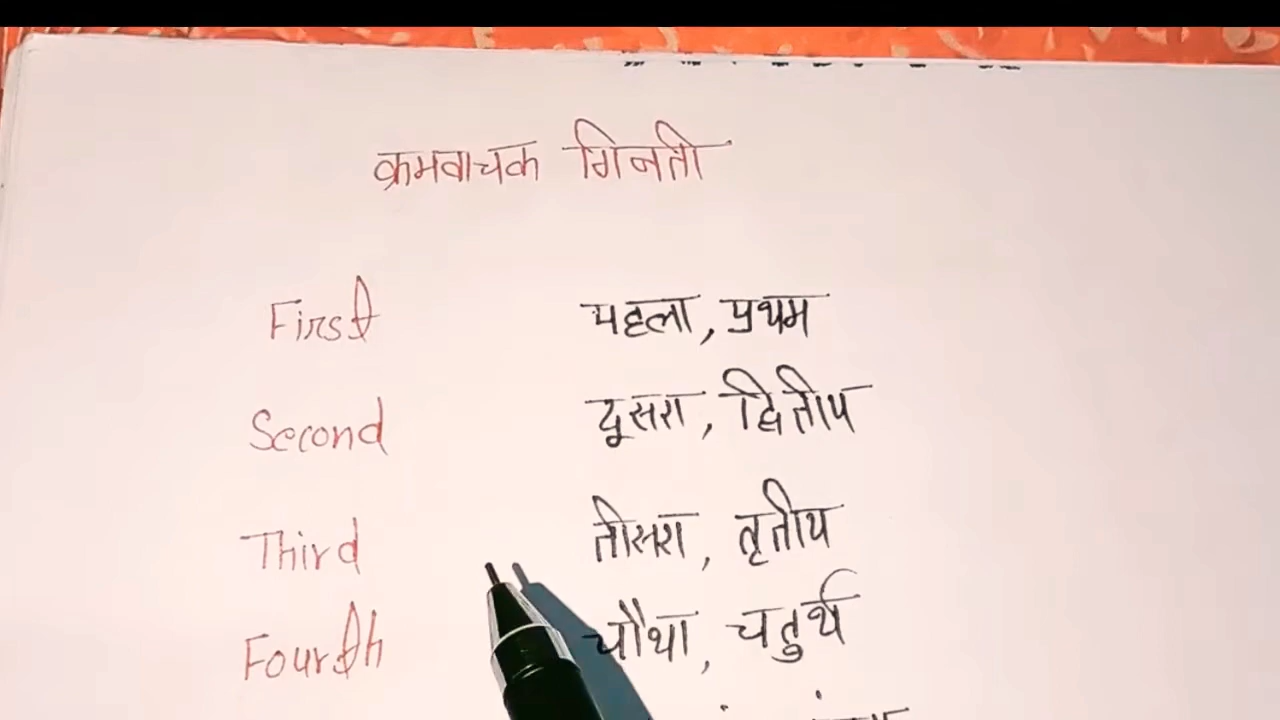 क्रमवाचक गिनती
First पहला, प्रथम
Second दूसरा, द्वितीय
Third तीसरा, तृतीय
Fourth चौथा, चतुर्थ